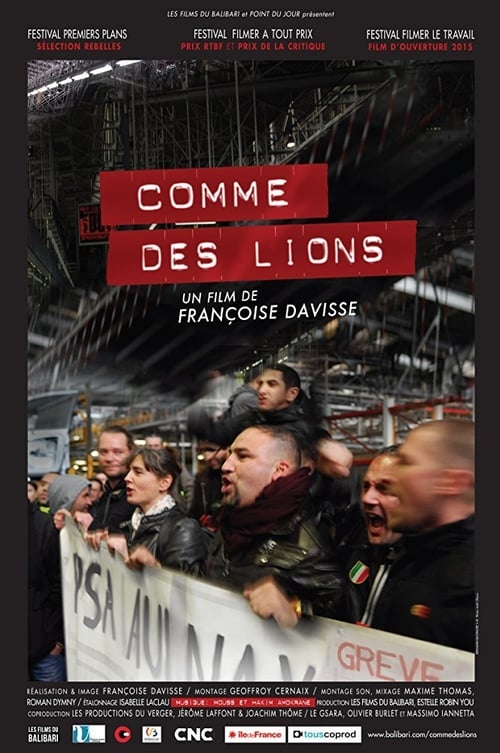 LES FILMS DU BALIBARI et POINT DU JOUR présentent
FESTIVAL PREMIERS PLANS
SÉLECTION REBELLES
FESTIVAL FILMER A TOUT PRIX
PRIX RTBF ET PRIX DE LA CRITIQUE
FESTIVAL FILMER LE TRAVAIL
FILM D'OUVERTURE 2015
COMME
DES LIONS
UN FILM DE
FRANÇOISE DAVISSE
PSA AULNAY
GREVE
RÉALISATION & IMAGE FRANÇOISE DAVISSE / MONTAGE GEOFFROY CERNAIX / MONTAGE SON, MIXAGE MAXIME THOMAS,
ROMAN DYMNY / ÉTALONNAGE ISABELLE LACLAU / MUSIQUE: MOUSS ET HAKIM AMOKRANE PRODUCTION LES FILMS DU BALIBARI, ESTELLE ROBIN YOU
COPRODUCTION LES PRODUCTIONS DU VERGER, JÉRÔME LAFFONT & JOACHIM THÔME / LE GSARA, OLIVIER BURLET ET MASSIMO IANNETTA
LES FILMS DU BALIBARI
CNC
îledeFrance
touscoprod
www.balibari.com/commedeslions